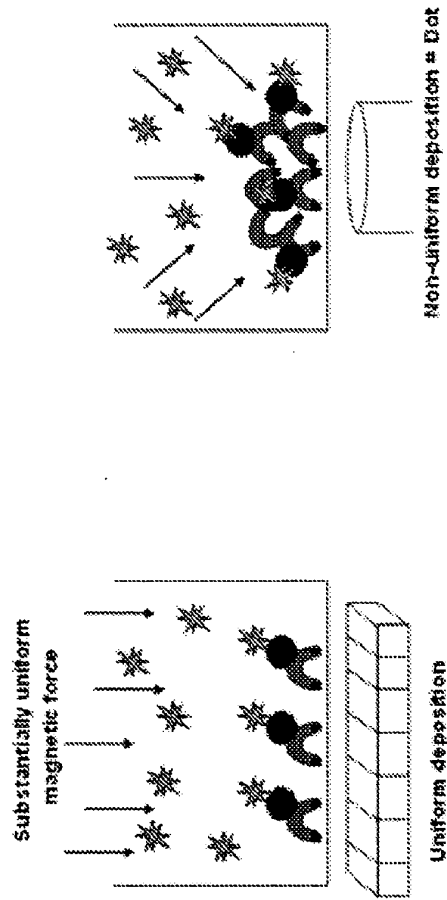 Substantially uniform
magnetic force
Uniform deposition
Non-uniform deposition = Dot